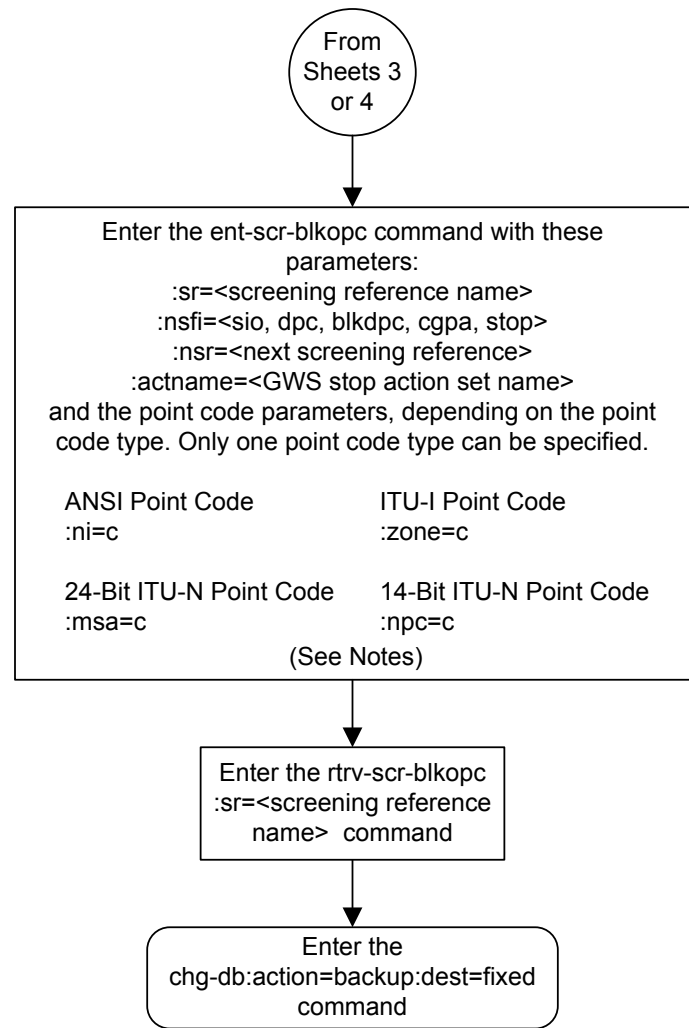 From
Sheets 3
or 4
Enter the ent-scr-blkopc command with these
parameters:
:sr=<screening reference name>
:nsfi=<sio, dpc, blkdpc, cgpa, stop>
:nsr=<next screening reference>
:actname=<GWS stop action set name>
and the point code parameters, depending on the point
code type. Only one point code type can be specified.
ANSI Point Code
:ni=c
ITU-I Point Code
:zone=c
24-Bit ITU-N Point Code
:msa=c
14-Bit ITU-N Point Code
:npc=c
(See Notes)
Enter the rtrv-scr-blkopc
:sr=<screening reference
name> command
Enter the
chg-db:action=backup:dest=fixed
command